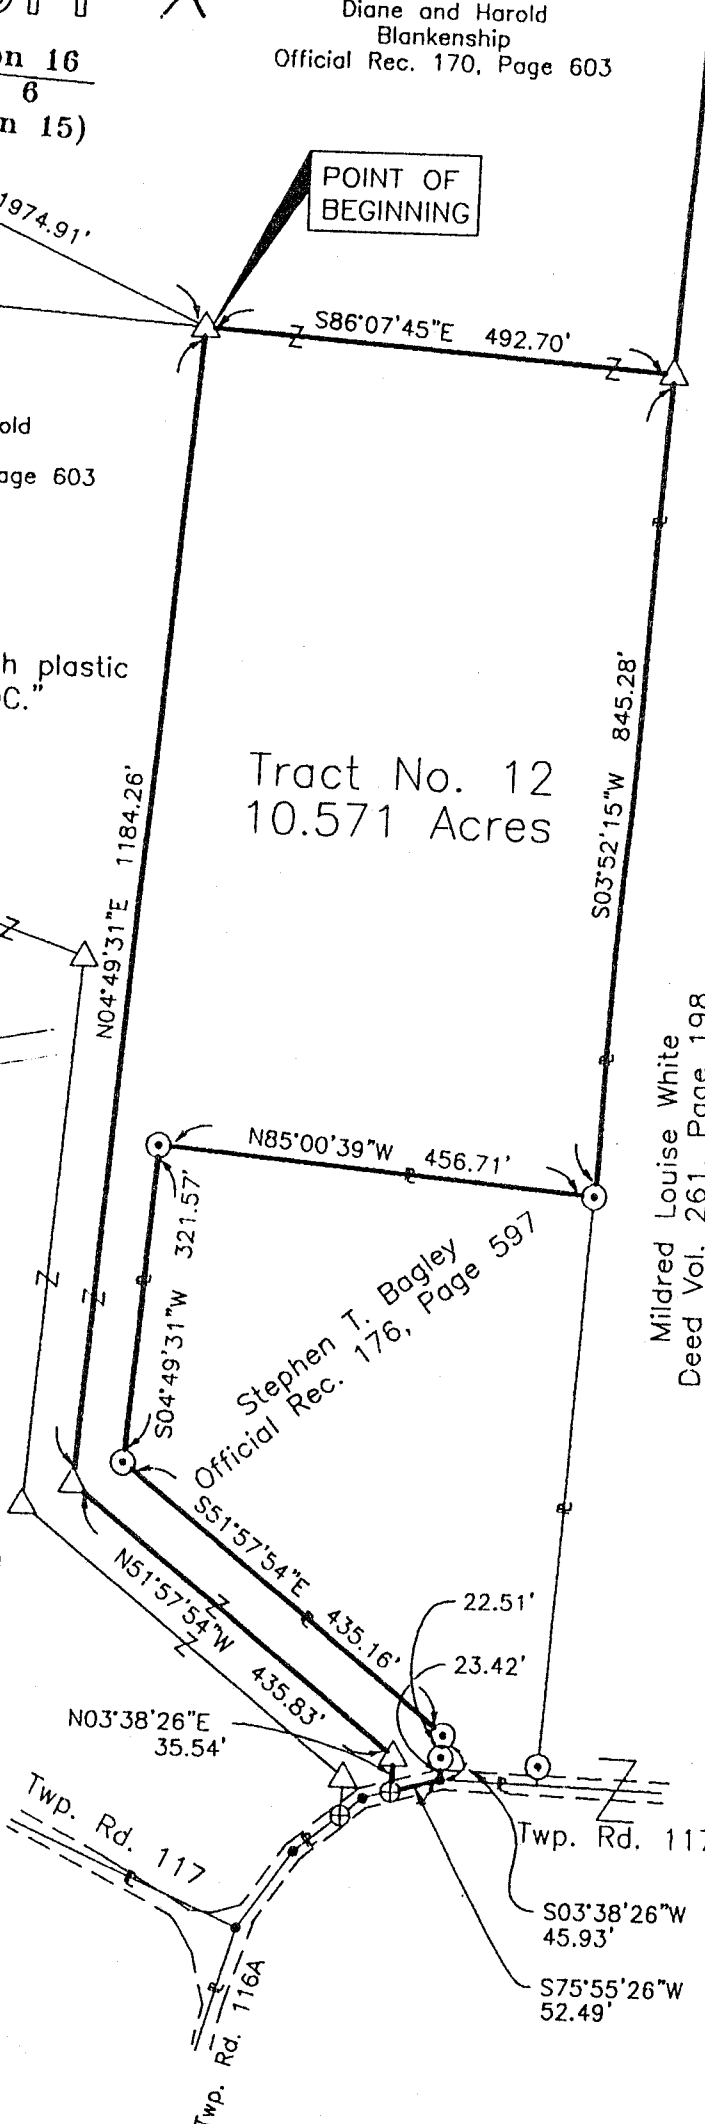 Diane and Harold
Blankenship
Official Rec. 170, Page 603
on 16
6
n 15)
POINT OF
BEGINNING
1974.91'
S86°07'45"E 492.70'
old
age 603
h plastic
C."
Tract No. 12
10.571 Acres
N04°49'31"E 1184.26'
S03°52'15"W 845.28'
Mildred Louise White
Deed Vol. 261, Page 198
N85°00'39"W 456.71'
S04°49'31"W 321.57'
Stephen T. Bagley
Official Rec. 176, Page 597
S51°57'54"E 435.16'
N51°57'54"W 435.83'
22.51'
23.42'
N03°38'26"E
35.54'
Twp. Rd. 117
Twp. Rd. 117
S03°38'26"W
45.93'
S75°55'26"W
52.49'
Twp. Rd. 116A